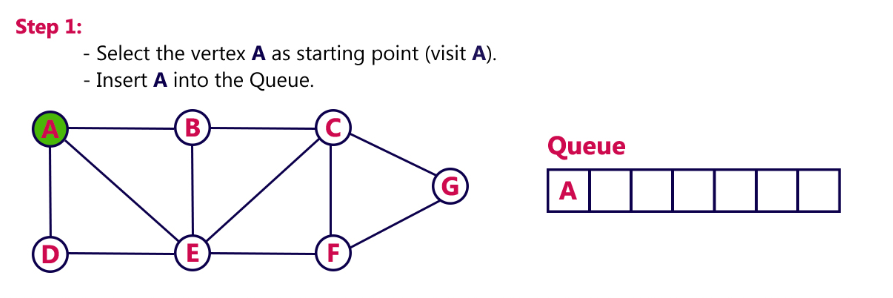 Step 1:
- Select the vertex A as starting point (visit A).
- Insert A into the Queue.
A B C
Queue
A
G
D E F